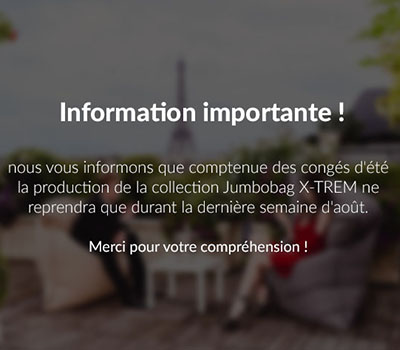 Information importante !
nous vous informons que comptenue des congés d'été
la production de la collection Jumbobag X-TREM ne
reprendra que durant la dernière semaine d'août.
Merci pour votre compréhension !